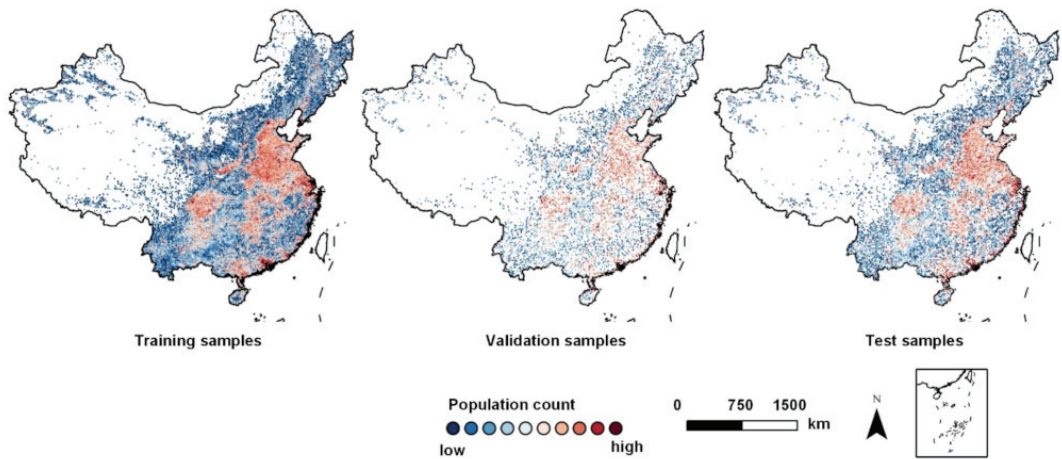 Training samples
Validation samples
Test samples
Population count
low
high
0 750 1500
km
N